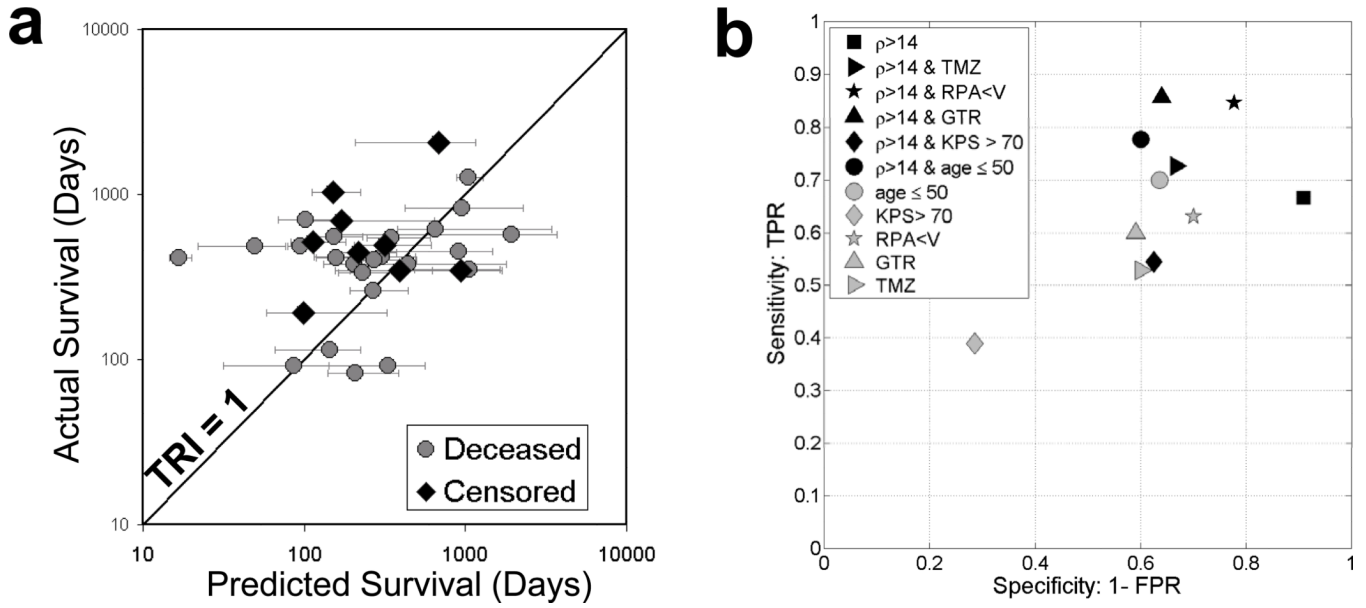 a
10000
1000
100
10
10
100
1000
10000
Actual Survival (Days)
Predicted Survival (Days)
TRI = 1
Deceased
Censored
b
1
0.9
0.8
0.7
0.6
0.5
0.4
0.3
0.2
0.1
0
0
0.2
0.4
0.6
0.8
1
Sensitivity: TPR
Specificity: 1- FPR
ρ>14
ρ>14 & TMZ
ρ>14 & RPA<V
ρ>14 & GTR
ρ>14 & KPS > 70
ρ>14 & age ≤ 50
age ≤ 50
KPS> 70
RPA<V
GTR
TMZ